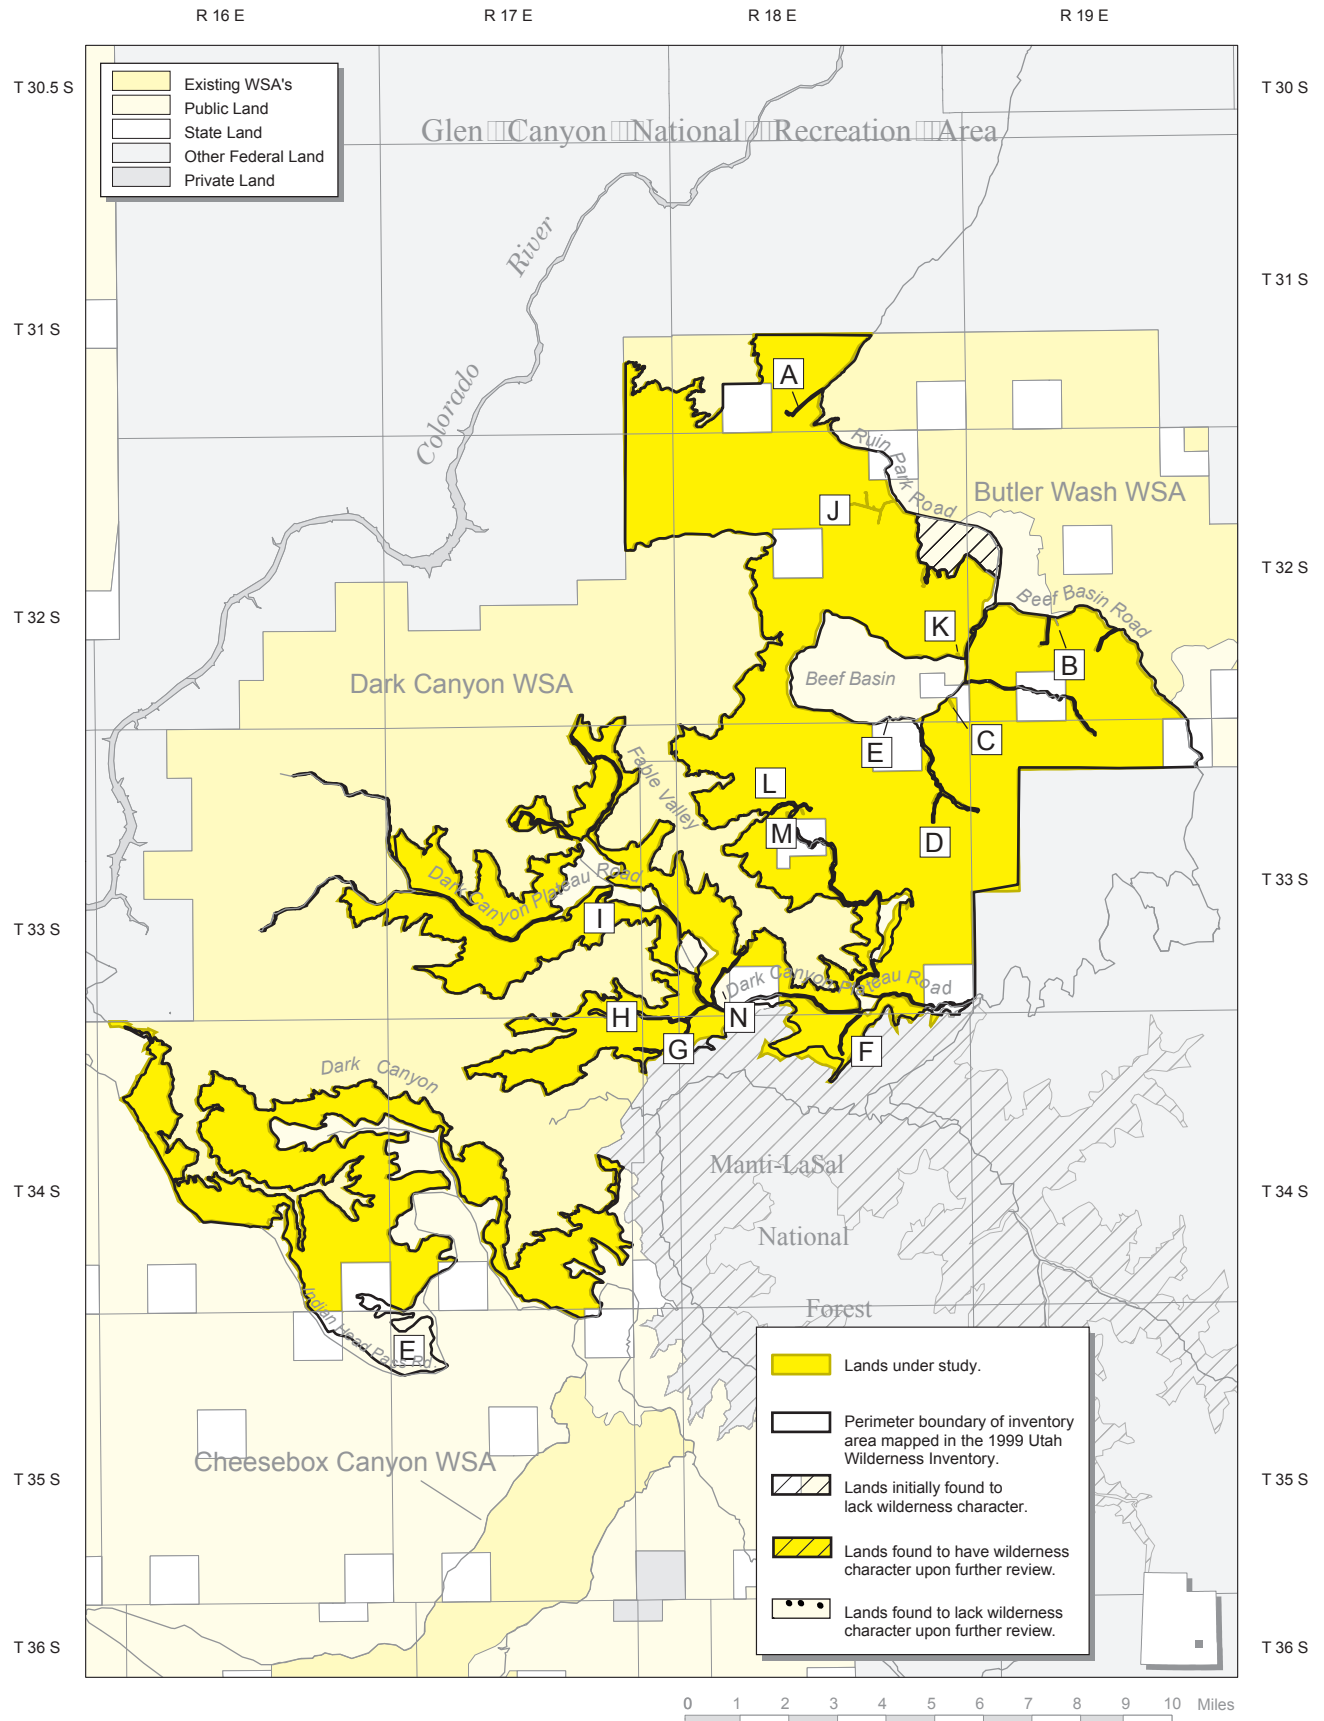 R 16 E
R 17 E
R 18 E
R 19 E
T 30.5 S
T 30 S
Existing WSA's
Public Land
State Land
Other Federal Land
Private Land
Glen Canyon National Recreation Area
River
Colorado
T 31 S
T 31 S
A
Ruin Park Road
Butler Wash WSA
J
T 32 S
T 32 S
Beef Basin Road
K
B
Beef Basin
Dark Canyon WSA
E
C
Fable Valley
L
M
D
Dark Canyon Plateau Road
T 33 S
T 33 S
I
Dark Canyon Plateau Road
H
N
G
F
Dark Canyon
Manti-LaSal
National
Forest
T 34 S
T 34 S
Indian Head Pass Rd.
E
Cheesebox Canyon WSA
Lands under study.
Perimeter boundary of inventory
area mapped in the 1999 Utah
Wilderness Inventory.
Lands initially found to
lack wilderness character.
Lands found to have wilderness
character upon further review.
Lands found to lack wilderness
character upon further review.
T 35 S
T 35 S
T 36 S
T 36 S
0 1 2 3 4 5 6 7 8 9 10 Miles